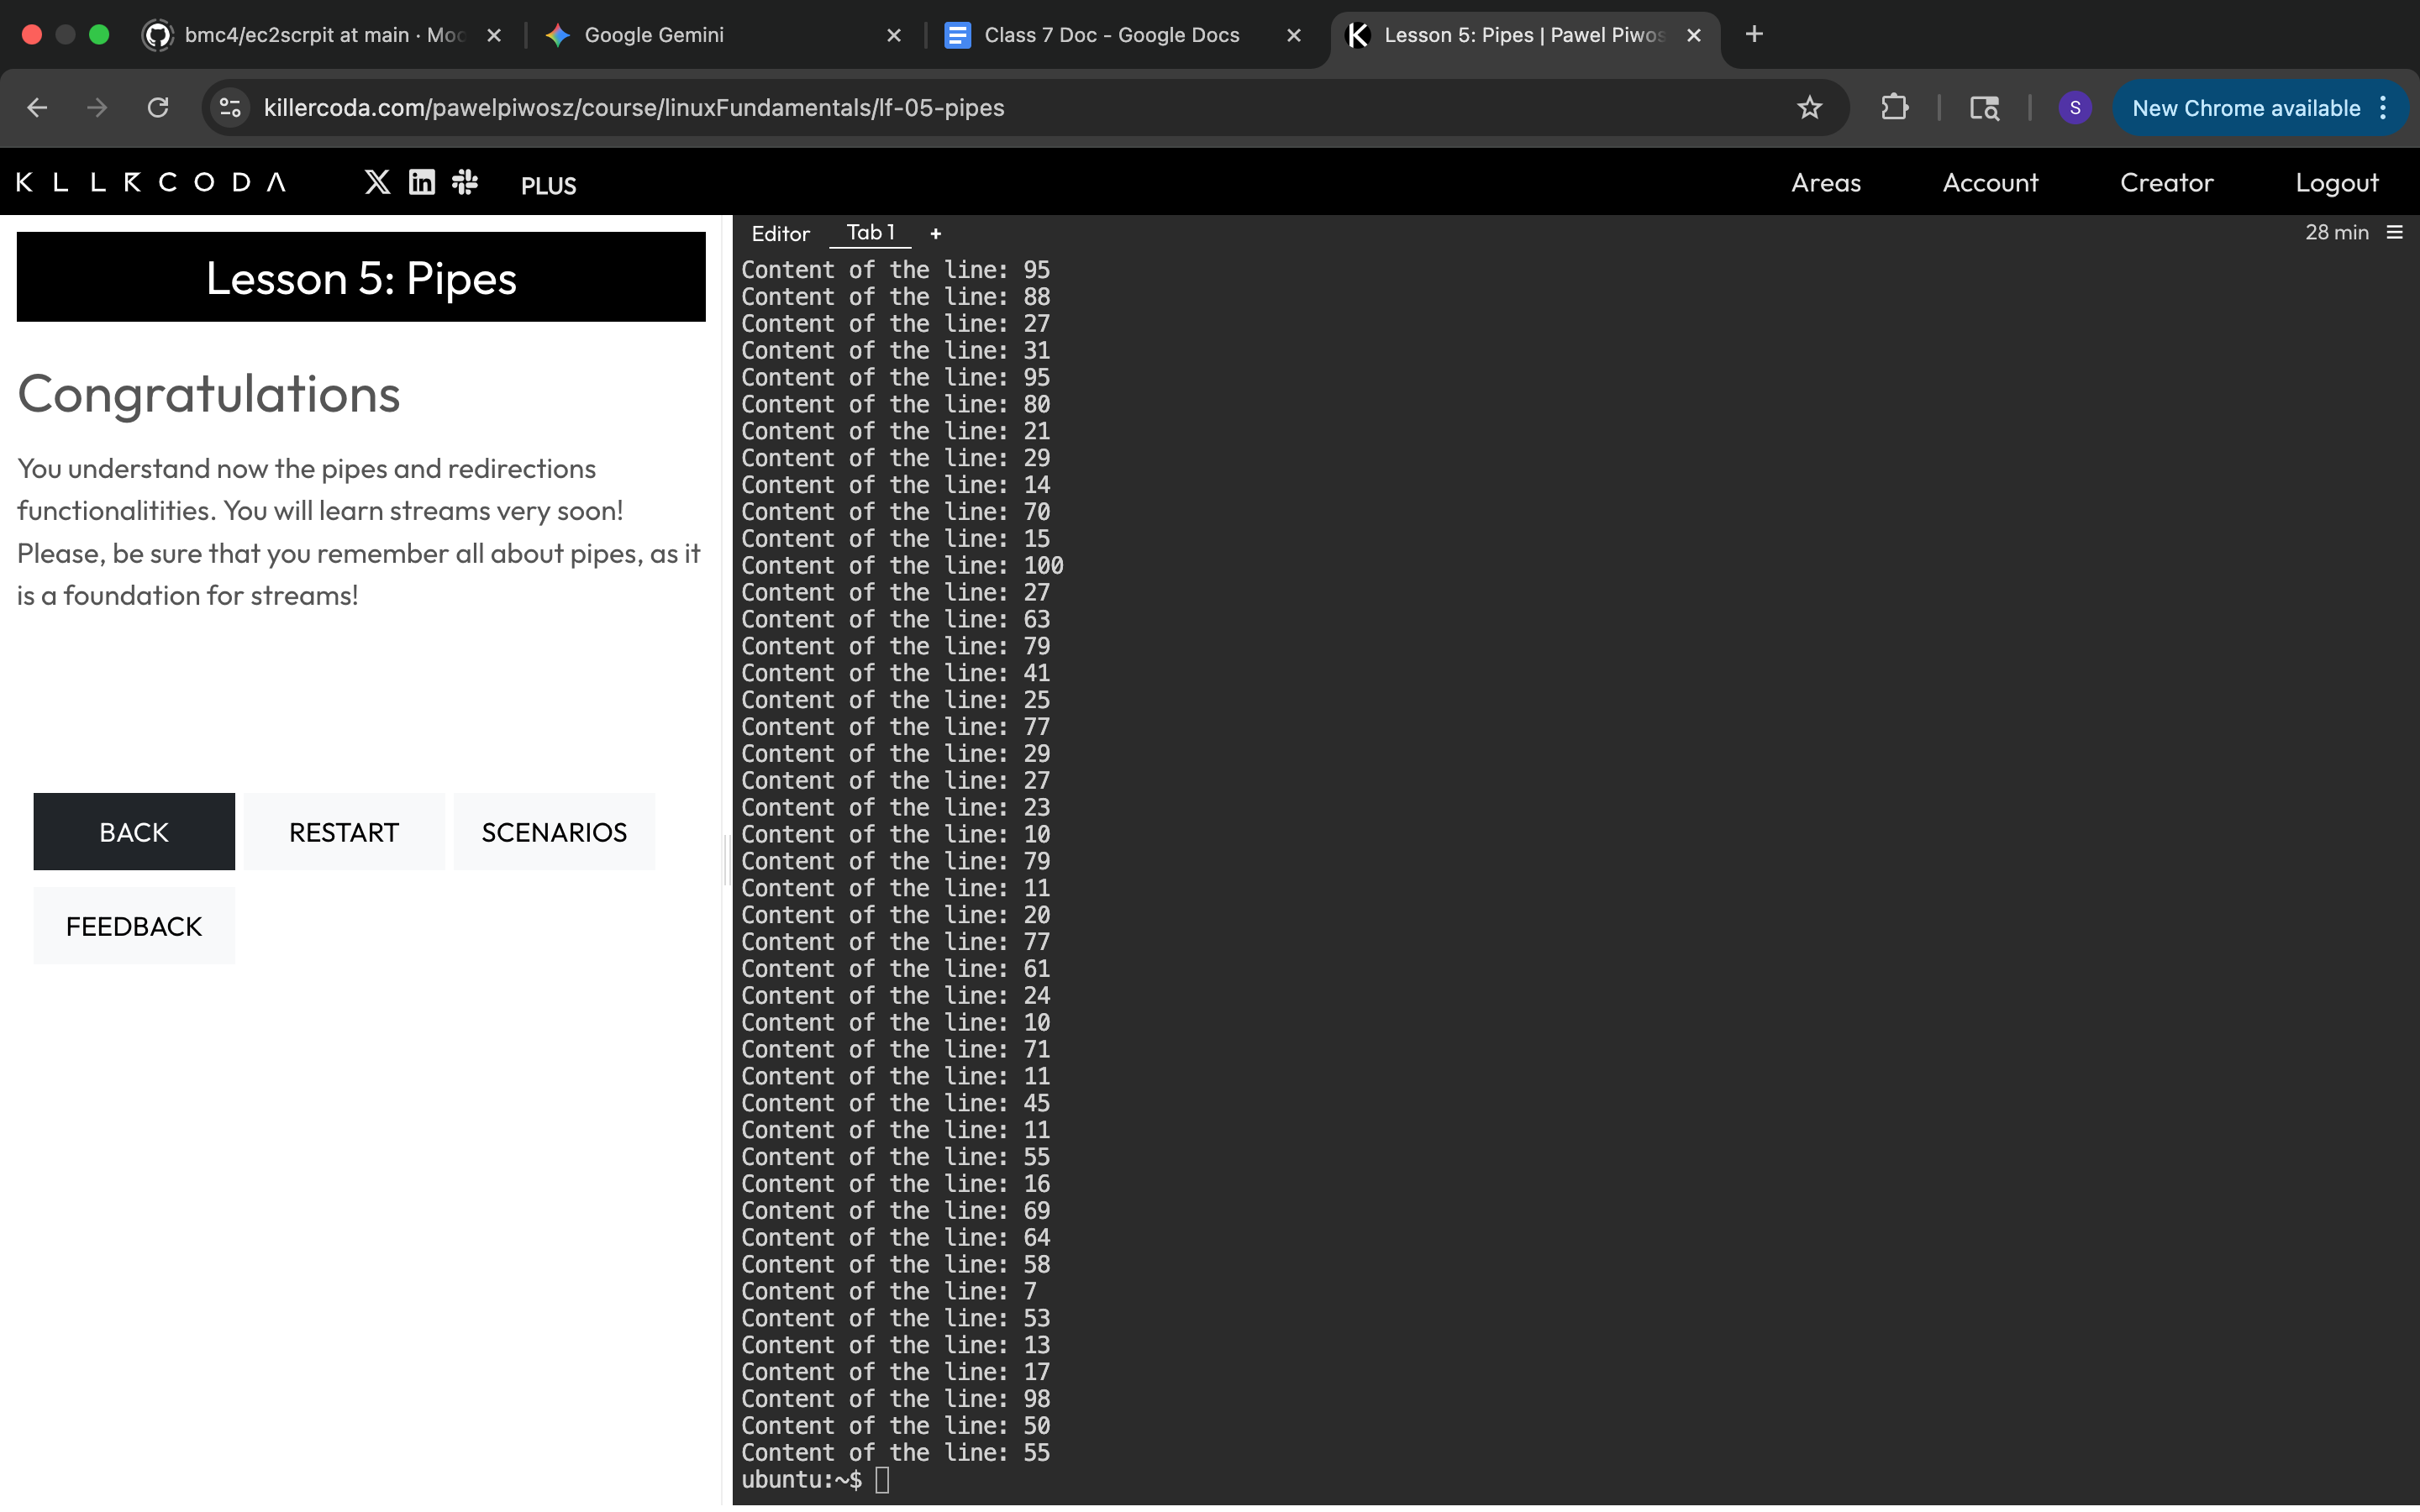 bmc4/ec2scrpit at main · Moc
Google Gemini
Class 7 Doc - Google Docs
Lesson 5: Pipes | Pawel Piwos
killercoda.com/pawelpiwosz/course/linuxFundamentals/lf-05-pipes
S
New Chrome available
KLLRCODA
PLUS
Areas
Account
Creator
Logout
Lesson 5: Pipes
Congratulations
You understand now the pipes and redirections
functionalitities. You will learn streams very soon!
Please, be sure that you remember all about pipes, as it
is a foundation for streams!
BACK
RESTART
SCENARIOS
FEEDBACK
Editor
Tab 1
+
28 min
Content of the line: 95
Content of the line: 88
Content of the line: 27
Content of the line: 31
Content of the line: 95
Content of the line: 80
Content of the line: 21
Content of the line: 29
Content of the line: 14
Content of the line: 70
Content of the line: 15
Content of the line: 100
Content of the line: 27
Content of the line: 63
Content of the line: 79
Content of the line: 41
Content of the line: 25
Content of the line: 77
Content of the line: 29
Content of the line: 27
Content of the line: 23
Content of the line: 10
Content of the line: 79
Content of the line: 11
Content of the line: 20
Content of the line: 77
Content of the line: 61
Content of the line: 24
Content of the line: 10
Content of the line: 71
Content of the line: 11
Content of the line: 45
Content of the line: 11
Content of the line: 55
Content of the line: 16
Content of the line: 69
Content of the line: 64
Content of the line: 58
Content of the line: 7
Content of the line: 53
Content of the line: 13
Content of the line: 17
Content of the line: 98
Content of the line: 50
Content of the line: 55
ubuntu:~$